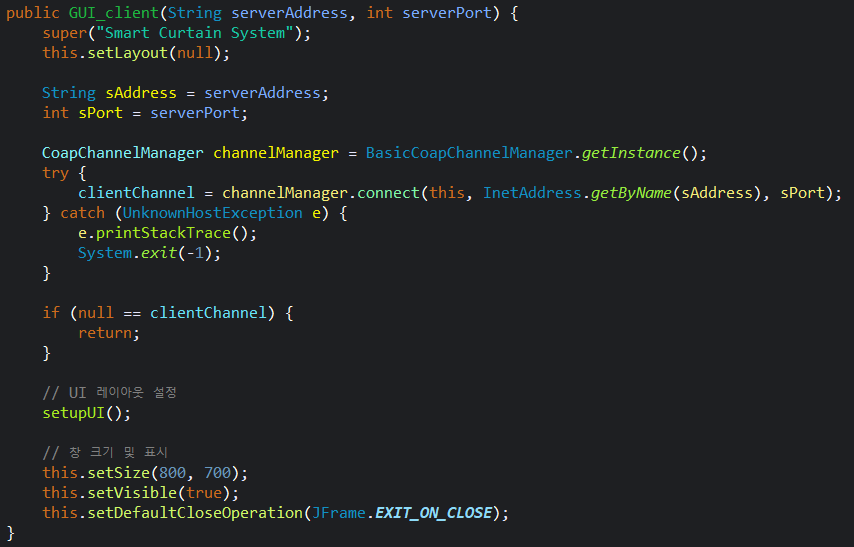 public GUI_client(String serverAddress, int serverPort) {
super("Smart Curtain System");
this.setLayout(null);
String sAddress = serverAddress;
int sPort = serverPort;
CoapChannelManager channelManager = BasicCoapChannelManager.getInstance();
try {
clientChannel = channelManager.connect(this, InetAddress.getByName(sAddress), sPort);
} catch (UnknownHostException e) {
e.printStackTrace();
System.exit(-1);
}
if (null == clientChannel) {
return;
}
// UI 레이아웃 설정
setupUI();
// 창 크기 및 표시
this.setSize(800, 700);
this.setVisible(true);
this.setDefaultCloseOperation(JFrame.EXIT_ON_CLOSE);
}